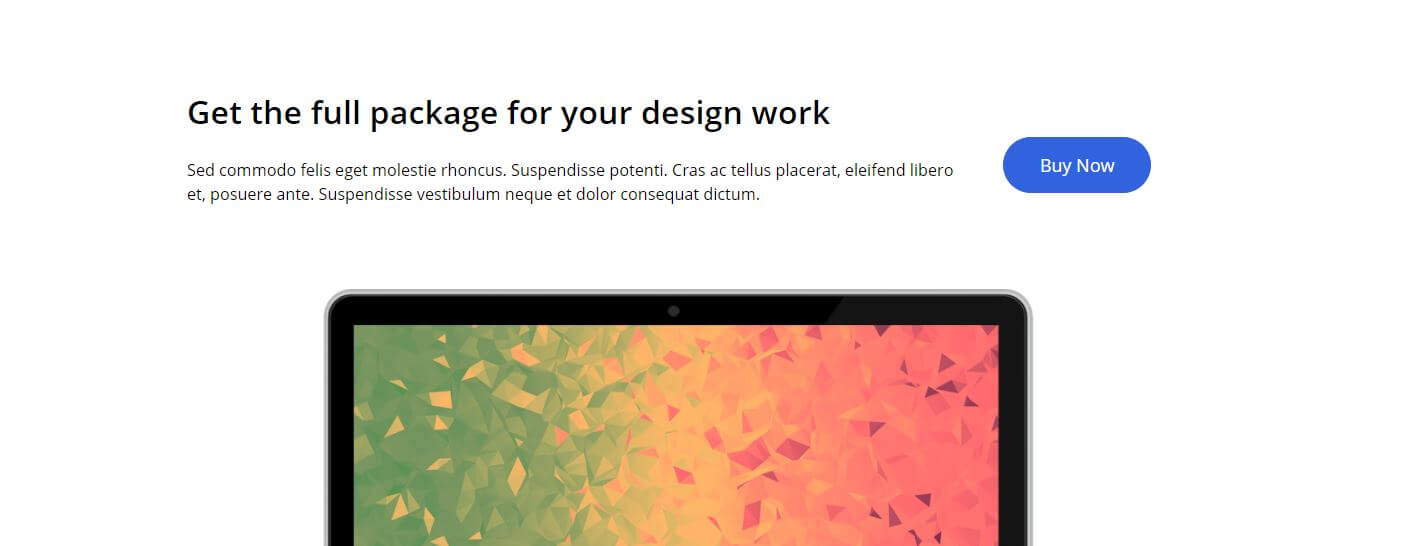 Get the full package for your design work
Sed commodo felis eget molestie rhoncus. Suspendisse potenti. Cras ac tellus placerat, eleifend libero
et, posuere ante. Suspendisse vestibulum neque et dolor consequat dictum.
Buy Now